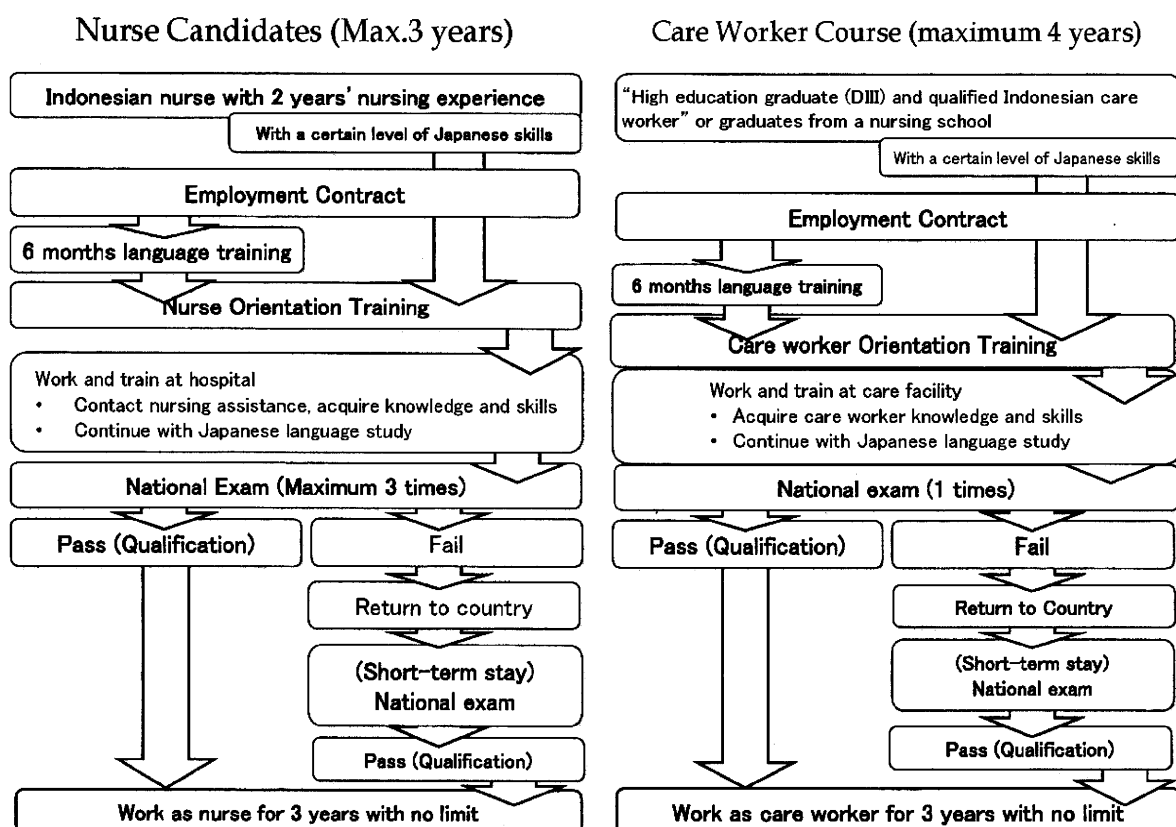 Nurse Candidates (Max.3 years)
Indonesian nurse with 2 years' nursing experience
With a certain level of Japanese skills
Employment Contract
6 months language training
Nurse Orientation Training
Work and train at hospital
• Contact nursing assistance, acquire knowledge and skills
• Continue with Japanese language study
National Exam (Maximum 3 times)
Pass (Qualification)
Fail
Return to country
(Short-term stay)
National exam
Pass (Qualification)
Work as nurse for 3 years with no limit
Care Worker Course (maximum 4 years)
"High education graduate (DIII) and qualified Indonesian care
worker" or graduates from a nursing school
With a certain level of Japanese skills
Employment Contract
6 months language training
Care worker Orientation Training
Work and train at care facility
• Acquire care worker knowledge and skills
• Continue with Japanese language study
National exam (1 times)
Pass (Qualification)
Fail
Return to Country
(Short-term stay)
National exam
Pass (Qualification)
Work as care worker for 3 years with no limit